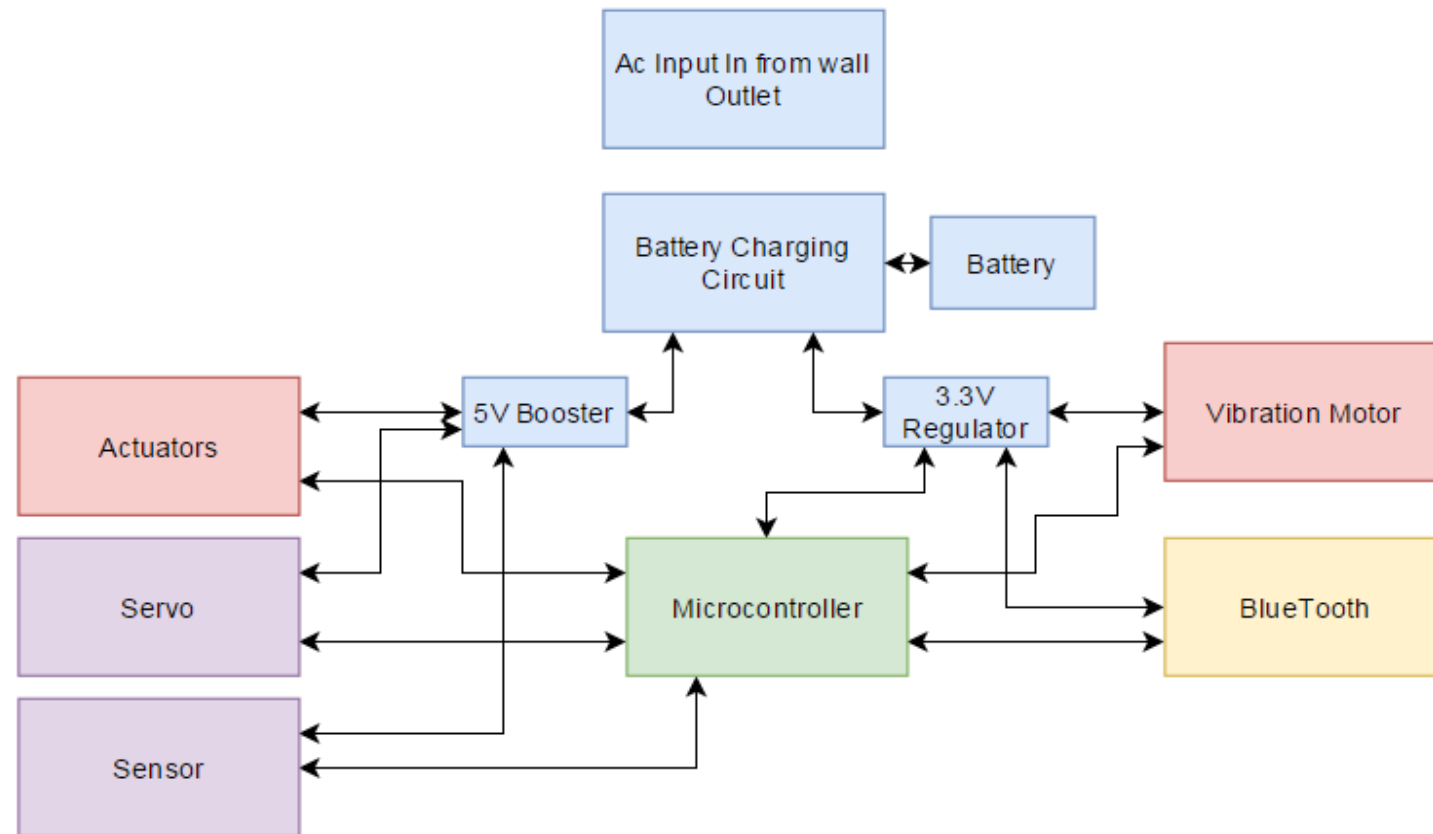 Ac Input In from wall
Outlet
Battery Charging
Circuit
Battery
Actuators
5V Booster
3.3V
Regulator
Vibration Motor
Servo
Microcontroller
BlueTooth
Sensor